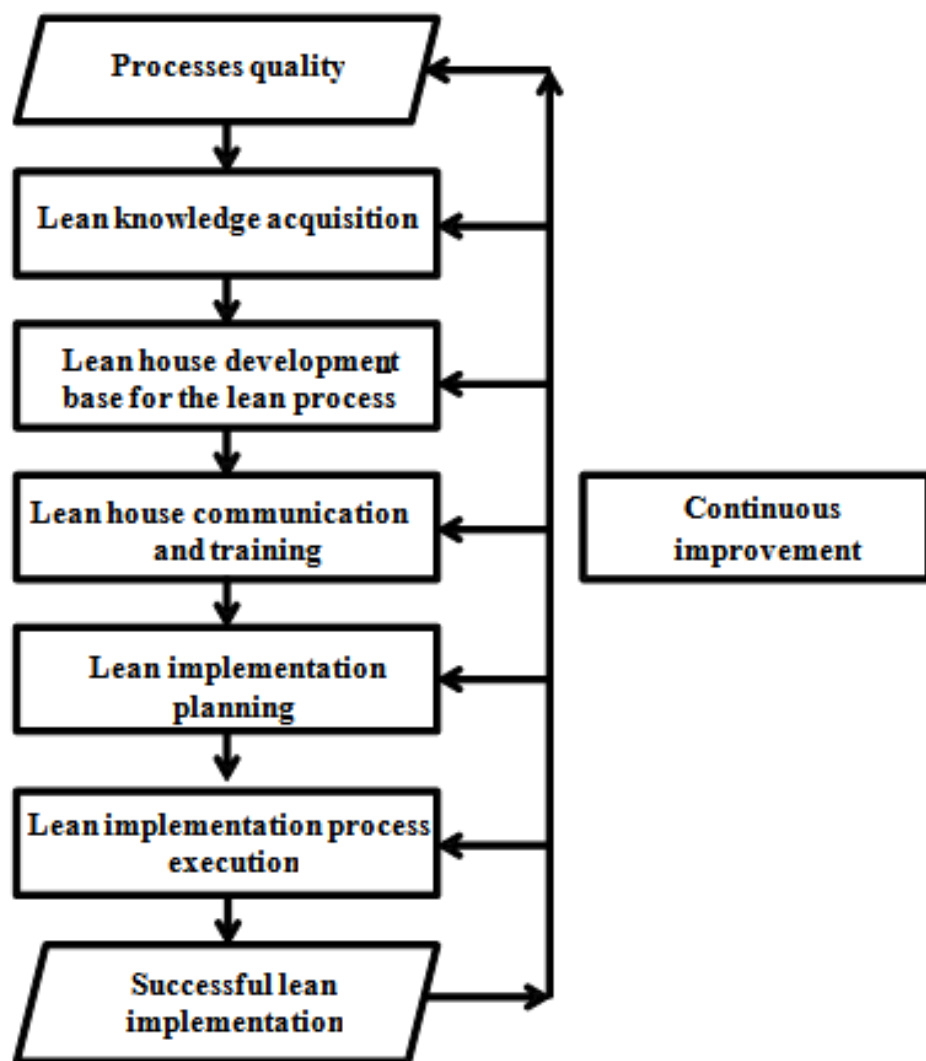 Processes quality
Lean knowledge acquisition
Lean house development
base for the lean process
Lean house communication
and training
Continuous
improvement
Lean implementation
planning
Lean implementation process
execution
Successful lean
implementation